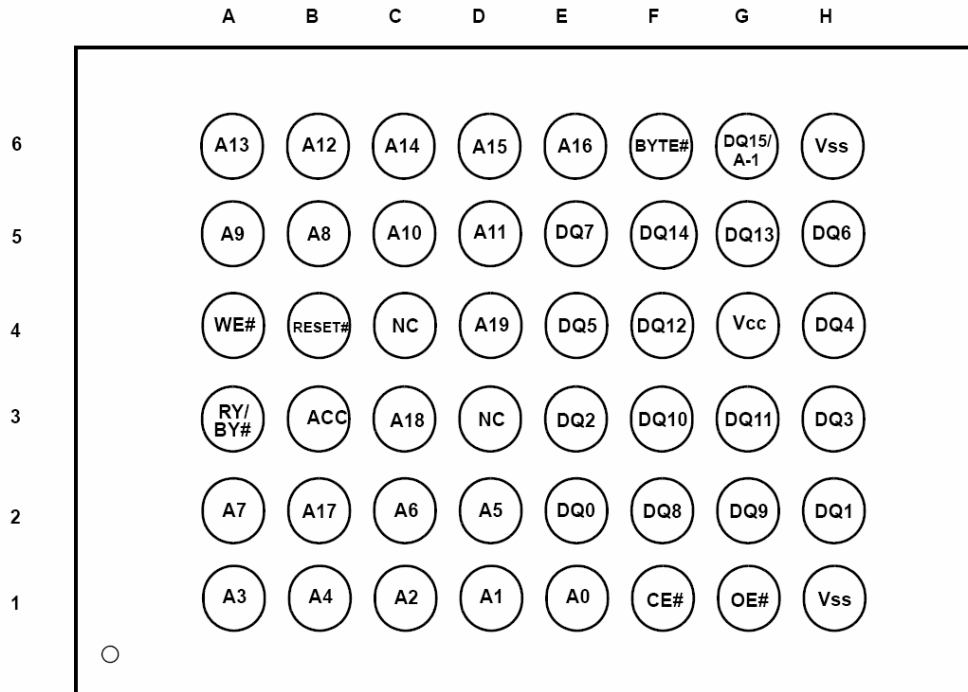 A B C D E F G H
6 A13 A12 A14 A15 A16 BYTE# DQ15/ A-1 Vss
5 A9 A8 A10 A11 DQ7 DQ14 DQ13 DQ6
4 WE# RESET# NC A19 DQ5 DQ12 Vcc DQ4
3 RY/ BY# ACC A18 NC DQ2 DQ10 DQ11 DQ3
2 A7 A17 A6 A5 DQ0 DQ8 DQ9 DQ1
1 A3 A4 A2 A1 A0 CE# OE# Vss